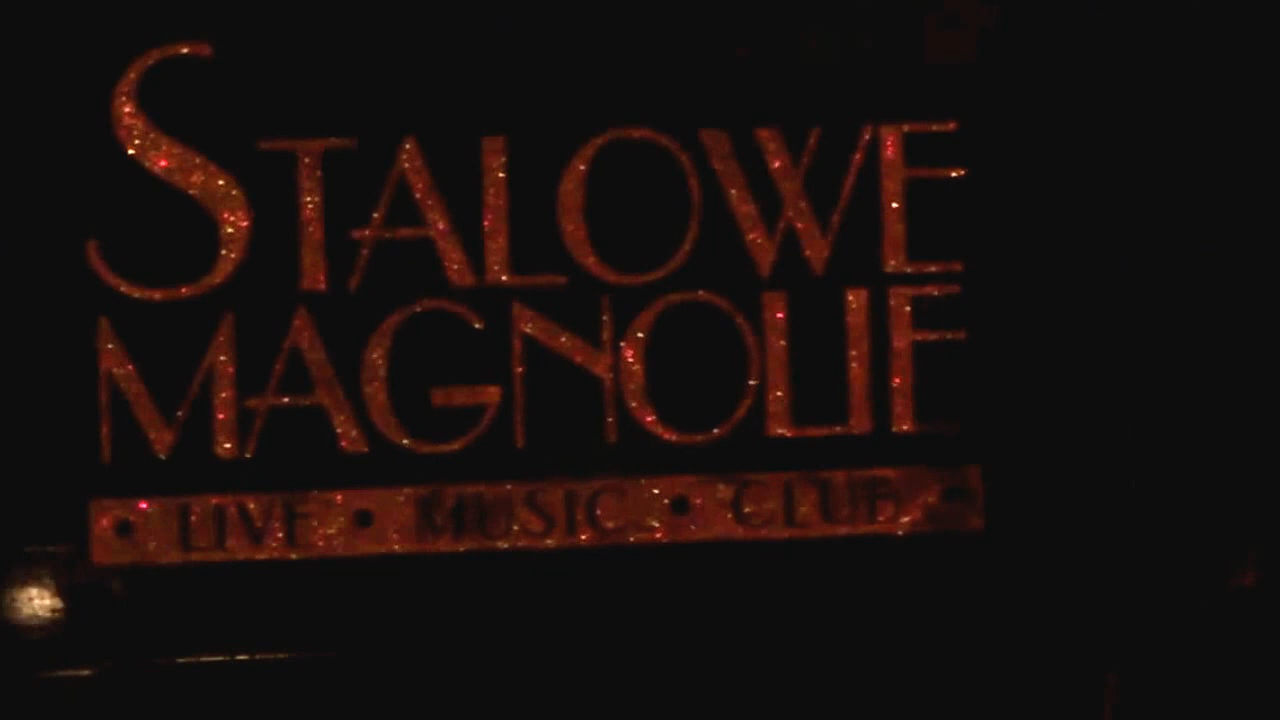 STALOWE
MAGNOLIE
• LIVE • MUSIC • CLUB •